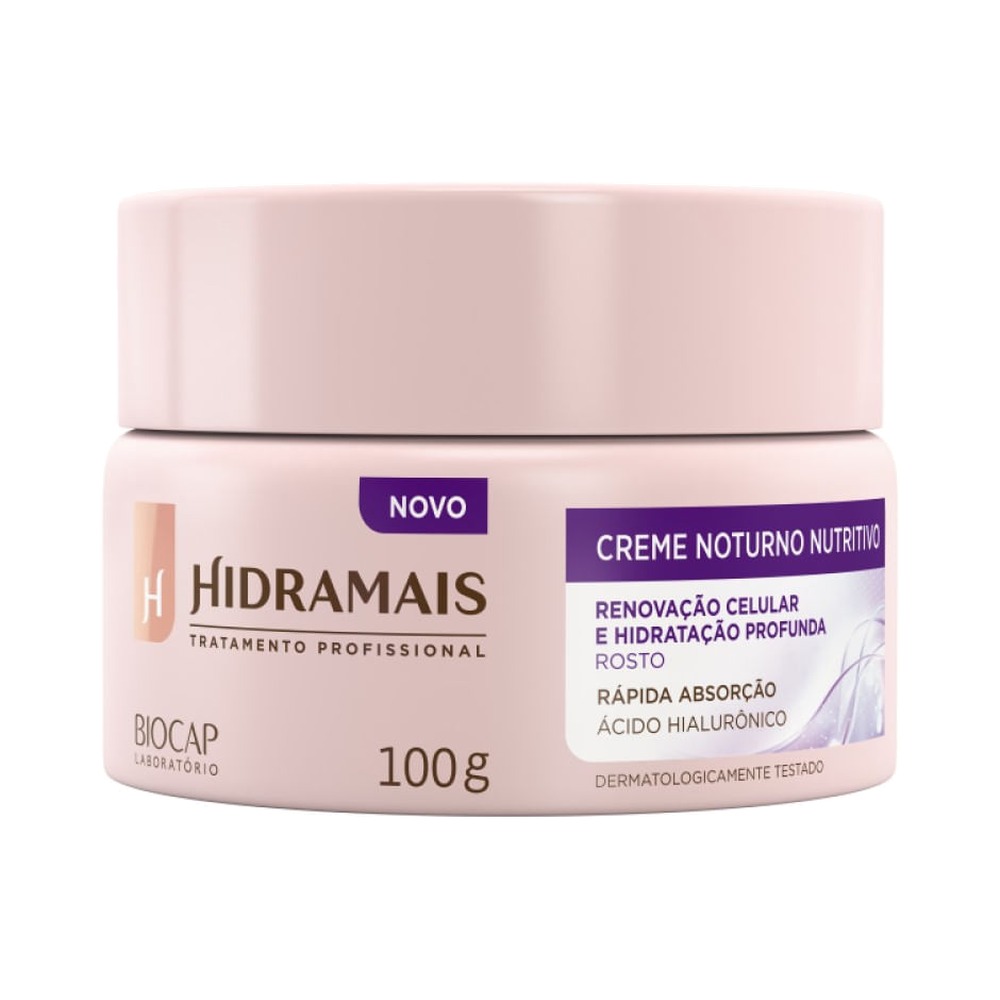 NOVO
H
HIDRAMAIS
TRATAMENTO PROFISSIONAL
BIOCAP
LABORATÓRIO
100g
CREME NOTURNO NUTRITIVO
RENOVAÇÃO CELULAR
E HIDRATAÇÃO PROFUNDA
ROSTO
RÁPIDA ABSORÇÃO
ÁCIDO HIALURÔNICO
DERMATOLOGICAMENTE TESTADO